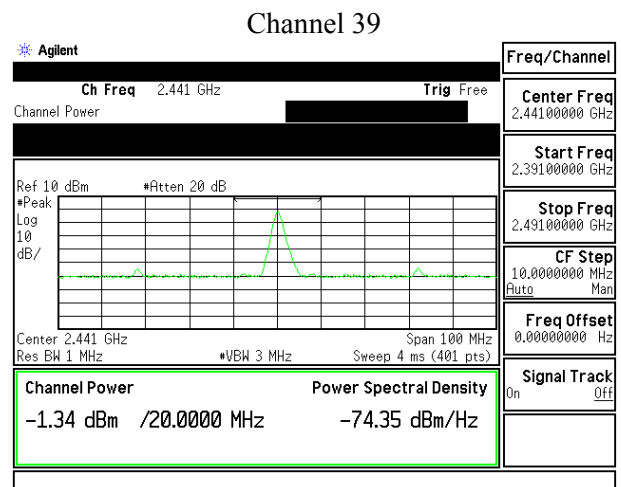 Channel 39
Agilent
Freq/Channel
Ch Freq 2.441 GHz Trig Free
Channel Power
Center Freq
2.44100000 GHz
Start Freq
2.39100000 GHz
Stop Freq
2.49100000 GHz
CF Step
10.0000000 MHz
Auto Man
Freq Offset
0.00000000 Hz
Signal Track
On Off
Ref 10 dBm #Atten 20 dB
#Peak
Log
10
dB/
Center 2.441 GHz Span 100 MHz
Res BW 1 MHz #VBW 3 MHz Sweep 4 ms (401 pts)
Channel Power Power Spectral Density
-1.34 dBm /20.0000 MHz -74.35 dBm/Hz